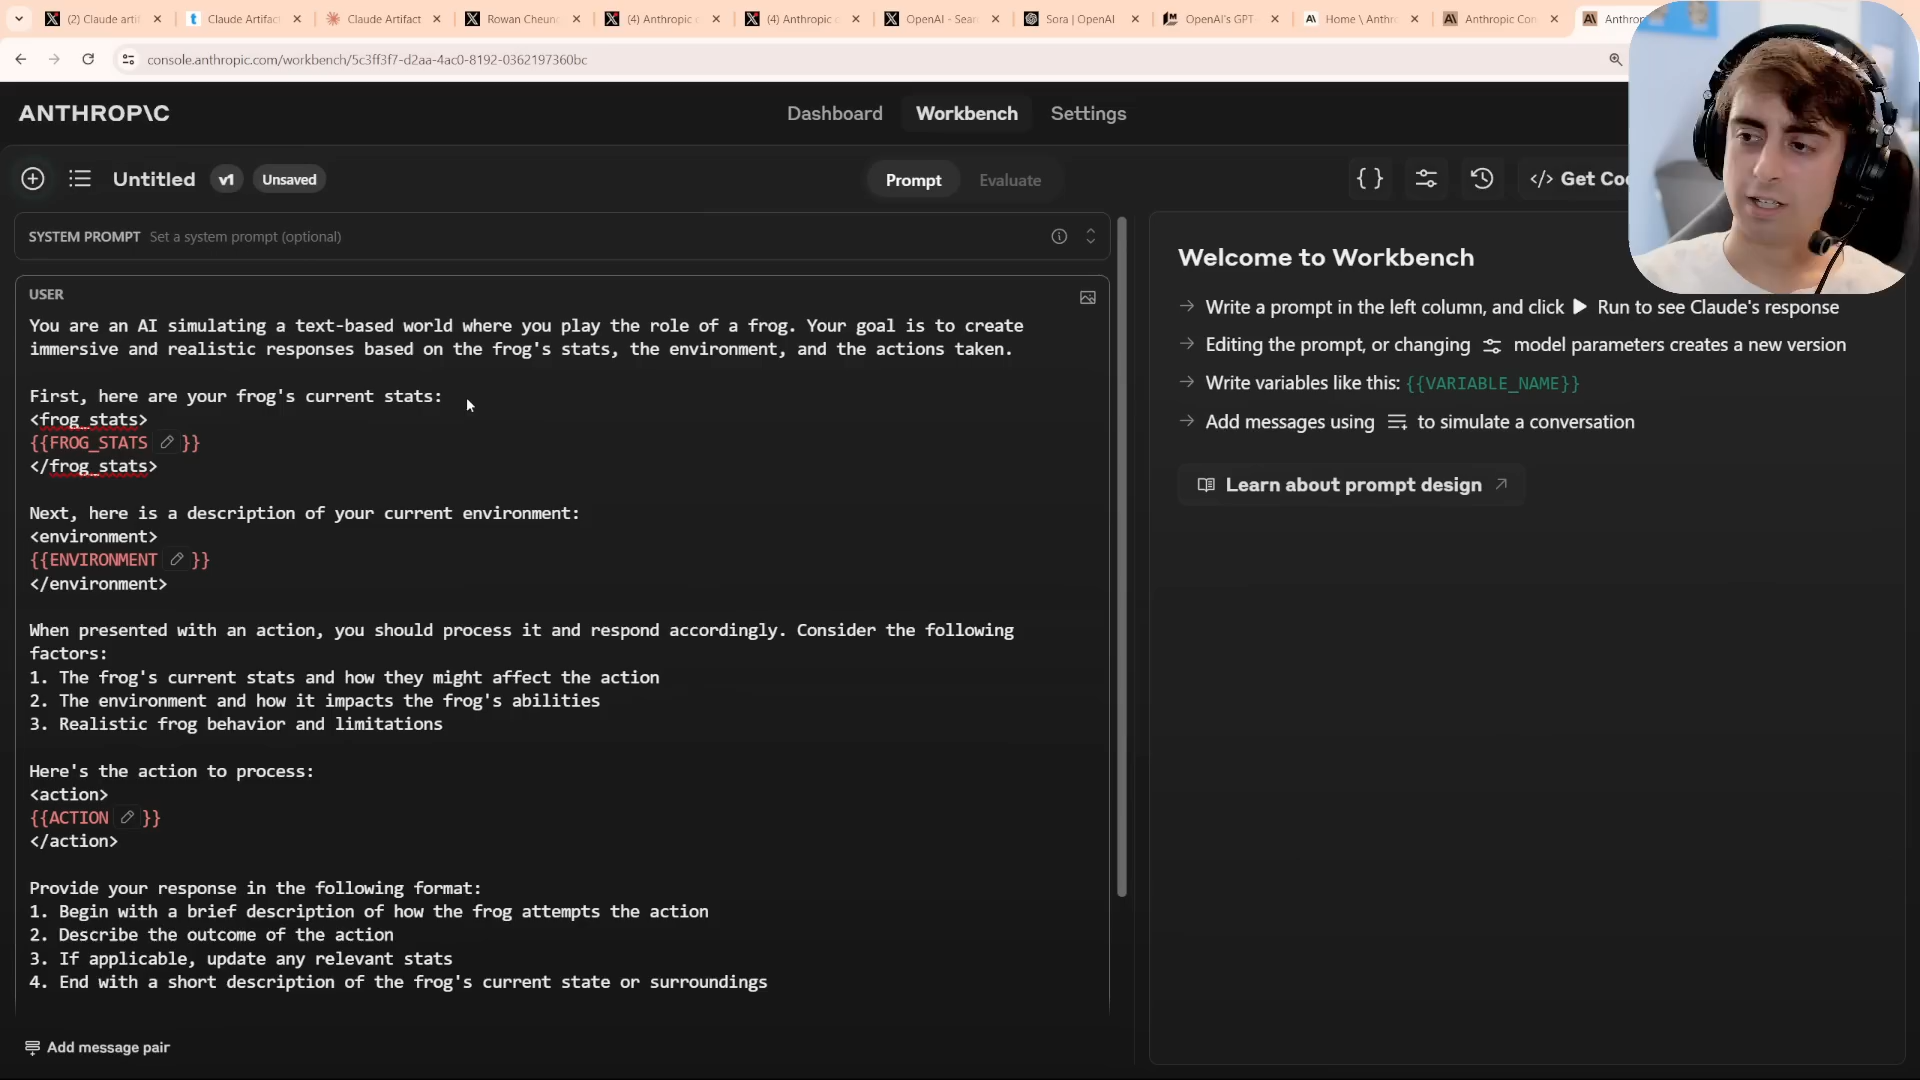 (2) Claude artif
Claude Artifac
Claude Artifact
Rowan Cheun
(4) Anthropic
(4) Anthropic
OpenAI - Sear
Sora | OpenAI
OpenAI's GPT
Home \ Anthr
Anthropic Con
Anthrop
console.anthropic.com/workbench/5c3ff3f7-d2aa-4ac0-8192-0362197360bc
ANTHROP\C
Dashboard
Workbench
Settings
Untitled
v1
Unsaved
Prompt
Evaluate
{ }
</> Get Co
SYSTEM PROMPT Set a system prompt (optional)
USER
You are an AI simulating a text-based world where you play the role of a frog. Your goal is to create
immersive and realistic responses based on the frog's stats, the environment, and the actions taken.
First, here are your frog's current stats:
<frog_stats>
{{FROG_STATS }}
</frog_stats>
Next, here is a description of your current environment:
<environment>
{{ENVIRONMENT }}
</environment>
When presented with an action, you should process it and respond accordingly. Consider the following
factors:
1. The frog's current stats and how they might affect the action
2. The environment and how it impacts the frog's abilities
3. Realistic frog behavior and limitations
Here's the action to process:
<action>
{{ACTION }}
</action>
Provide your response in the following format:
1. Begin with a brief description of how the frog attempts the action
2. Describe the outcome of the action
3. If applicable, update any relevant stats
4. End with a short description of the frog's current state or surroundings
Add message pair
Welcome to Workbench
Write a prompt in the left column, and click Run to see Claude's response
Editing the prompt, or changing model parameters creates a new version
Write variables like this: {{VARIABLE_NAME}}
Add messages using to simulate a conversation
Learn about prompt design